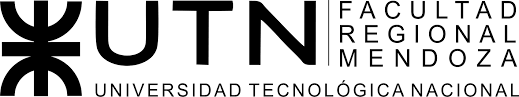 UTN
FACULTAD
REGIONAL
MENDOZA
UNIVERSIDAD TECNOLÓGICA NACIONAL